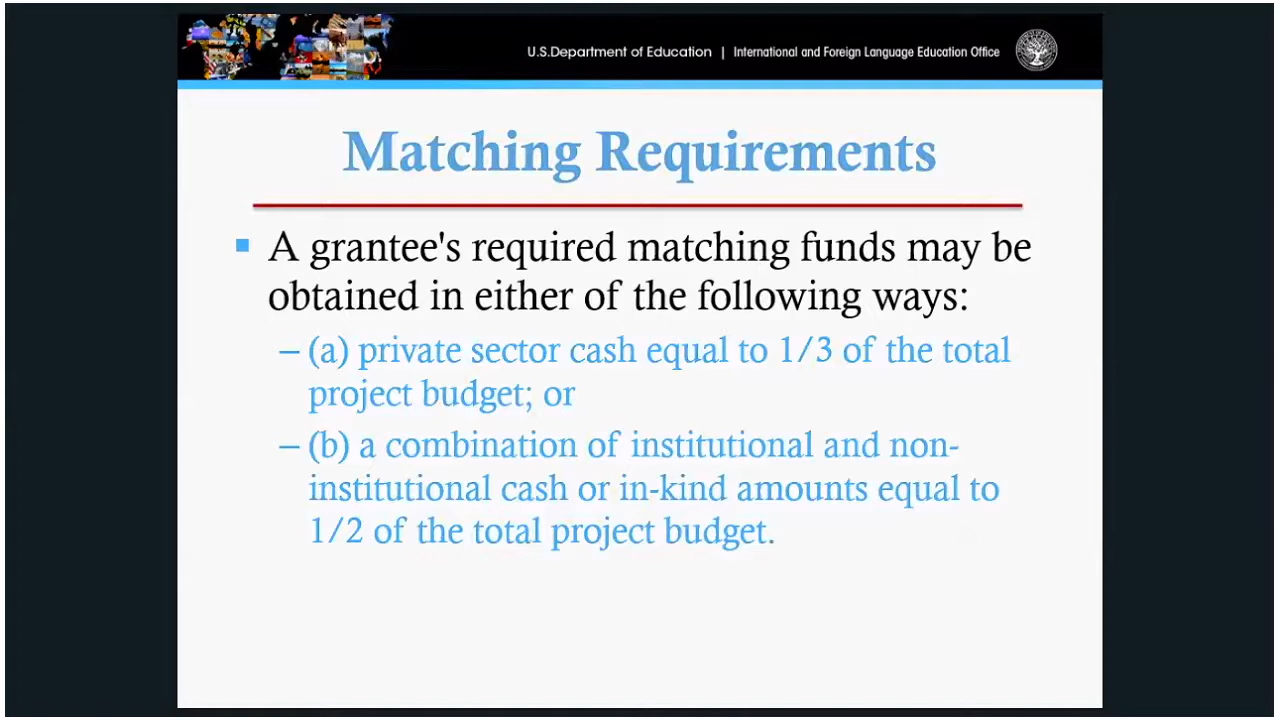 U.S.Department of Education | International and Foreign Language Education Office
Matching Requirements
A grantee's required matching funds may be
obtained in either of the following ways:
– (a) private sector cash equal to 1/3 of the total
project budget; or
– (b) a combination of institutional and non-
institutional cash or in-kind amounts equal to
1/2 of the total project budget.